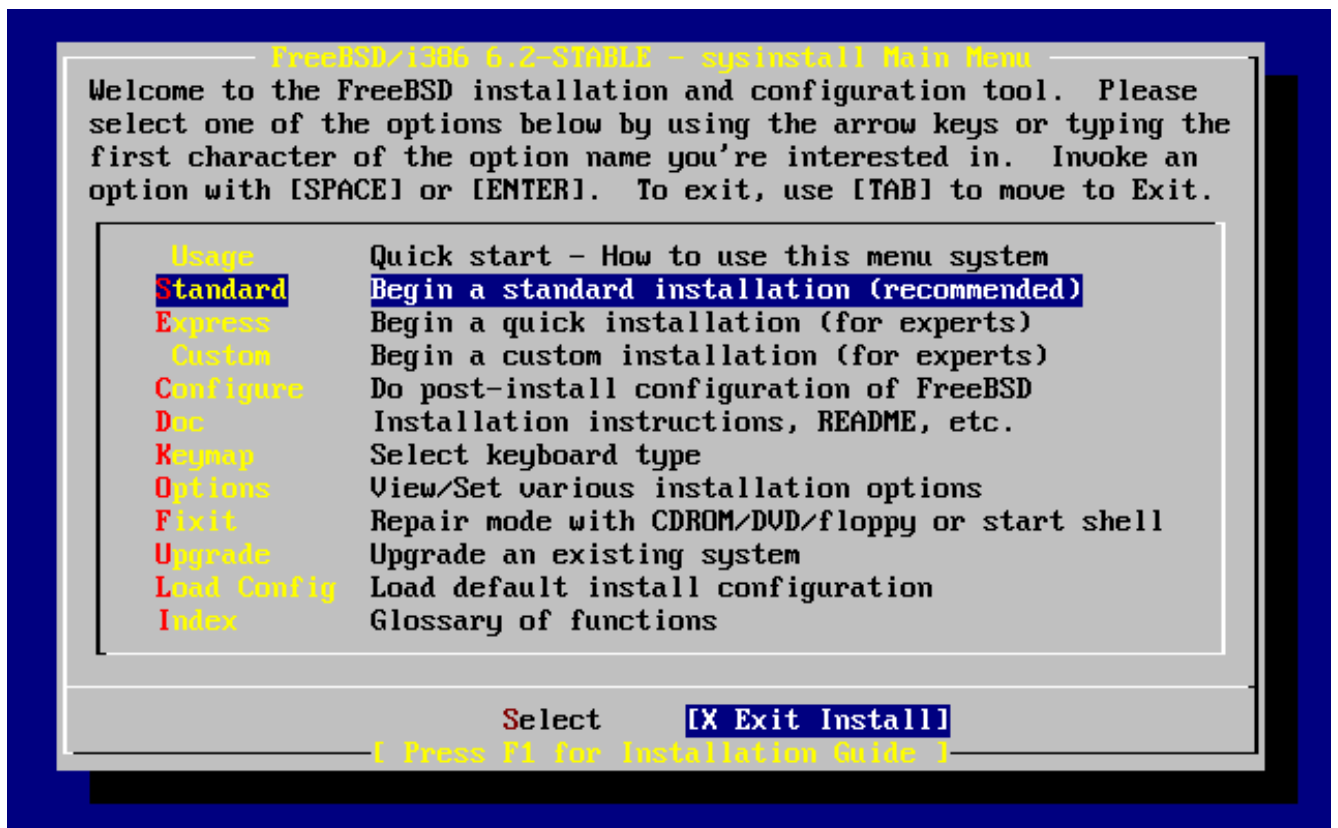 FreeBSD/i386 6.2-STABLE - sysinstall Main Menu
Welcome to the FreeBSD installation and configuration tool.  Please
select one of the options below by using the arrow keys or typing the
first character of the option name you're interested in.  Invoke an
option with [SPACE] or [ENTER].  To exit, use [TAB] to move to Exit.
Usage Quick start - How to use this menu system
Standard Begin a standard installation (recommended)
Express Begin a quick installation (for experts)
Custom Begin a custom installation (for experts)
Configure Do post-install configuration of FreeBSD
Doc Installation instructions, README, etc.
Keymap Select keyboard type
Options View/Set various installation options
Fixit Repair mode with CDROM/DVD/floppy or start shell
Upgrade Upgrade an existing system
Load Config Load default install configuration
Index Glossary of functions
Select [X Exit Install]
[ Press F1 for Installation Guide ]